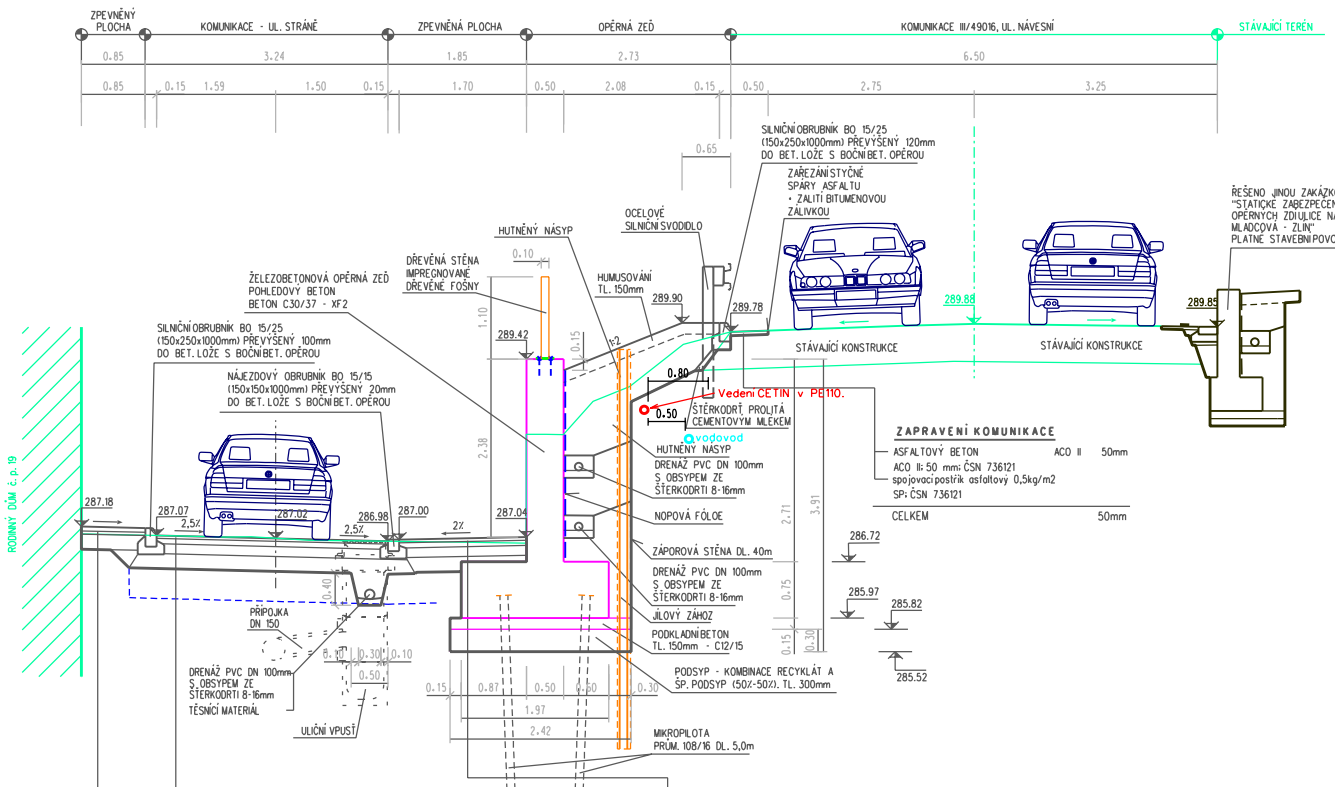 ZPEVNĚNÝ
PLOCHA
KOMUNIKACE - UL. STRÁNĚ
ZPEVNĚNÁ PLOCHA
OPĚRNÁ ZEĎ
KOMUNIKACE III/49016, UL. NÁVESNÍ
STÁVAJÍCÍ TERÉN
0.85
3.24
1.85
2.73
6.50
0.85
0.15
1.59
1.50
0.15
1.70
0.50
2.08
0.15
0.50
2.75
3.25
0.65
SILNIČNÍ OBRUBNÍK BO 15/25
(150x250x1000mm) PŘEVÝŠENÝ 120mm
DO BET. LOŽE S BOČNÍ BET. OPĚROU
ZAŘEZÁNÍ STYČNÉ
SPÁRY ASFALTU
+ ZALITÍ BITUMENOVOU
ZÁLIVKOU
ŘEŠENO JINOU ZAKÁZKO
"STATICKÉ ZABEZPEČEN
OPĚRNÝCH ZDÍ ULICE NÁ
MLADCOVÁ - ZLÍN"
PLATNÉ STAVEBNÍ POVO
OCELOVÉ
SILNIČNÍ SVODIDLO
HUTNĚNÝ NÁSYP
HUMUSOVÁNÍ
TL. 150mm
DŘEVĚNÁ STĚNA
IMPREGNOVANÉ
DŘEVĚNÉ FOŠNY
0.10
1.10
ŽELEZOBETONOVÁ OPĚRNÁ ZEĎ
POHLEDOVÝ BETON
BETON C30/37 - XF2
289.90
289.78
289.88
289.85
289.42
0.15
1:2
SILNIČNÍ OBRUBNÍK BO 15/25
(150x250x1000mm) PŘEVÝŠENÝ 100mm
DO BET. LOŽE S BOČNÍ BET. OPĚROU
STÁVAJÍCÍ KONSTRUKCE
STÁVAJÍCÍ KONSTRUKCE
NÁJEZDOVÝ OBRUBNÍK BO 15/15
(150x150x1000mm) PŘEVÝŠENÝ 20mm
DO BET. LOŽE S BOČNÍ BET. OPĚROU
0.80
Vedení CETIN v PE110.
0.50
ŠTĚRKODRŤ PROLITÁ
CEMENTOVÝM MLÉKEM
vodovod
2.38
HUTNĚNÝ NÁSYP
DRENÁŽ PVC DN 100mm
S OBSYPEM ZE
ŠTĚRKODRTI 8-16mm
NOPOVÁ FÓLOE
ZAPRAVENÍ KOMUNIKACE
ASFALTOVÝ BETON
ACO II
50mm
ACO II; 50 mm; ČSN 736121
spojovací postřik asfaltový 0,5kg/m2
SP; ČSN 736121
CELKEM
50mm
RODINNÝ DŮM č.p. 19
287.18
287.07
2,5%
287.02
2,5%
286.98
287.00
2%
287.04
2.71
3.91
286.72
ZÁPOROVÁ STĚNA DL. 40m
DRENÁŽ PVC DN 100mm
S OBSYPEM ZE
ŠTĚRKODRTI 8-16mm
0.75
285.97
285.82
JÍLOVÝ ZÁHOZ
0.40
PŘÍPOJKA
DN 150
PODKLADNÍ BETON
TL. 150mm - C12/15
0.15
0.30
285.52
0.10
0.30
0.10
0.50
DRENÁŽ PVC DN 100mm
S OBSYPEM ZE
ŠTĚRKODRTI 8-16mm
TĚSNÍCÍ MATERIÁL
PODSYP - KOMBINACE RECYKLÁT A
ŠP. PODSYP (50%-50%). TL. 300mm
0.15
0.87
0.50
0.60
0.30
1.97
2.42
ULIČNÍ VPUSŤ
MIKROPILOTA
PRŮM. 108/16 DL. 5,0m